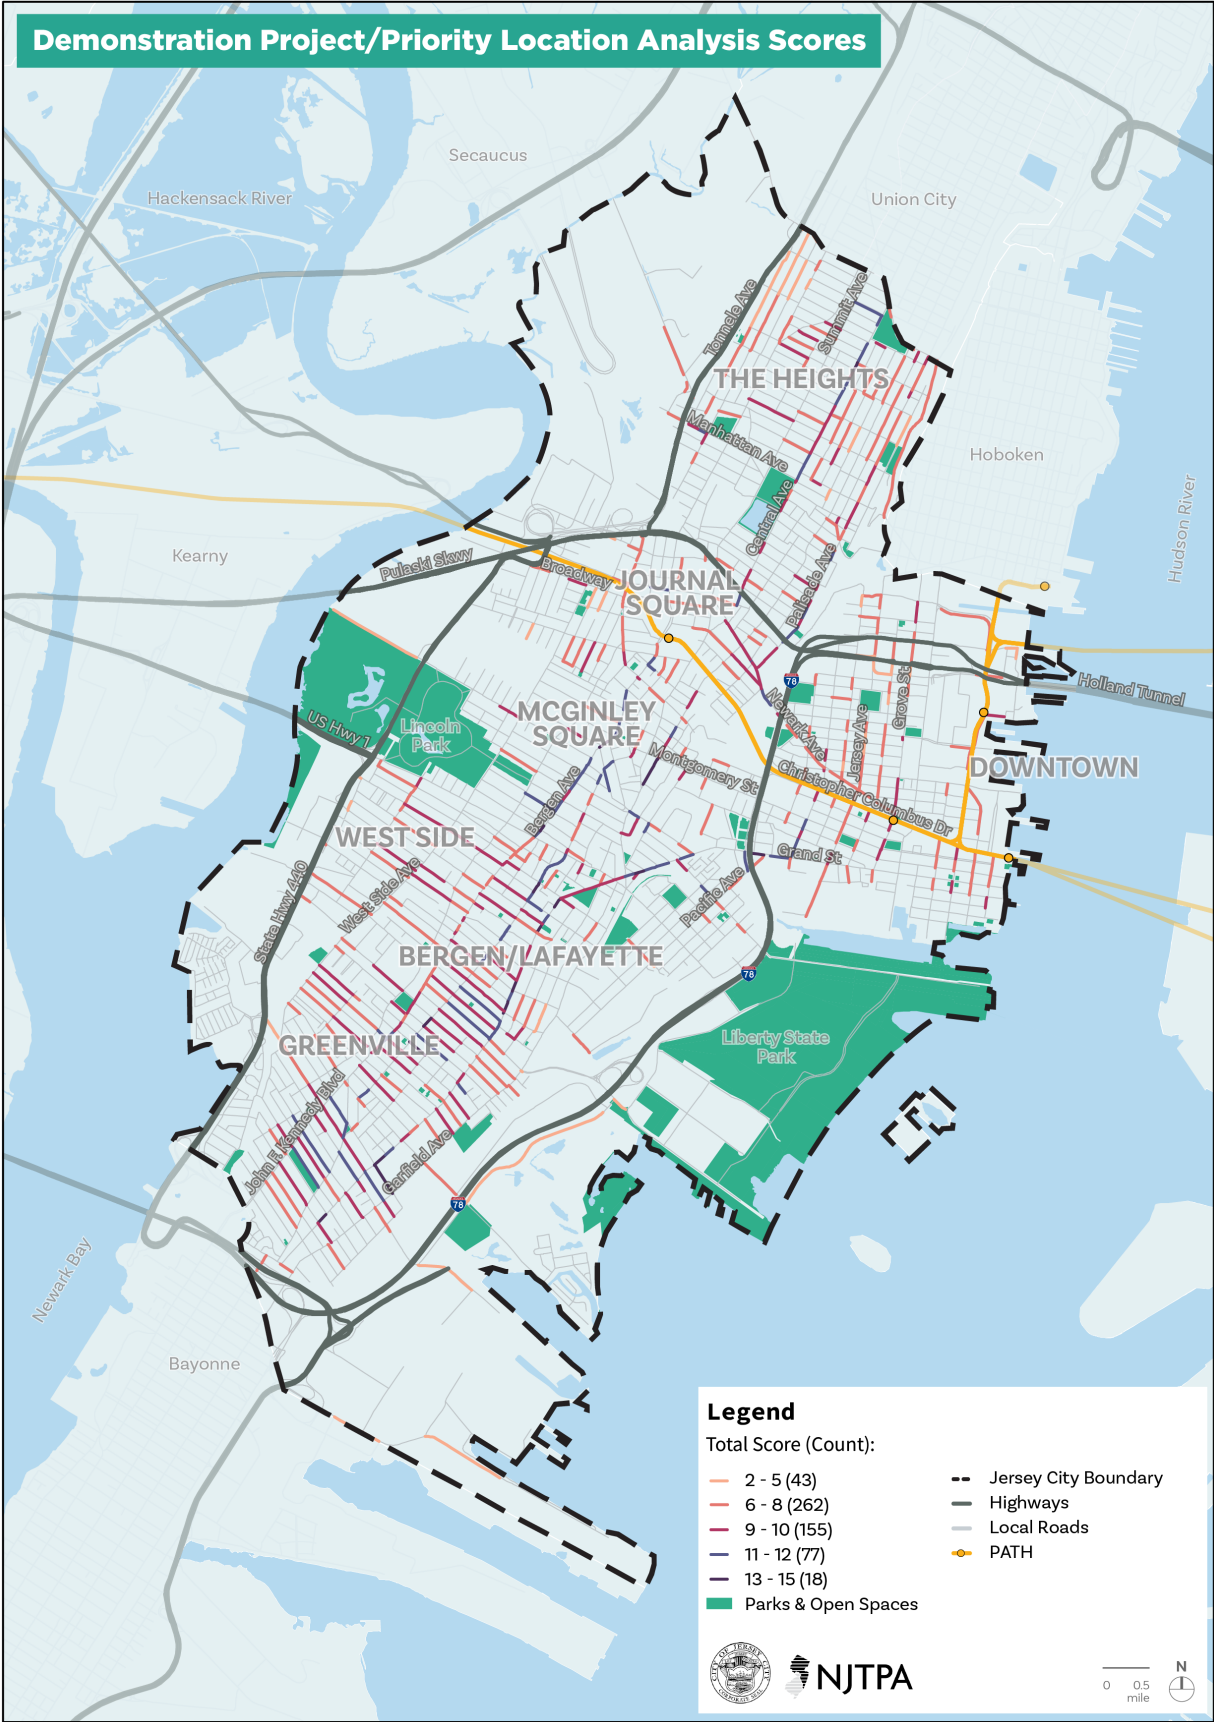 Demonstration Project/Priority Location Analysis Scores
Secaucus
Hackensack River
Union City
Tonnele Ave
Summit Ave
THE HEIGHTS
Manhattan Ave
Hoboken
Hudson River
Central Ave
Kearny
Pulaski Skwy
Broadway
JOURNAL
SQUARE
Palisade Ave
78
Holland Tunnel
US Hwy 1
Lincoln
Park
MCGINLEY
SQUARE
Newark Ave
Jersey Ave
Grove St
Montgomery St
DOWNTOWN
Christopher Columbus Dr
Bergen Ave
WEST SIDE
Grand St
West Side Ave
Pacific Ave
State Hwy 440
BERGEN/LAFAYETTE
78
Liberty State
Park
GREENVILLE
John F. Kennedy Blvd
Garfield Ave
78
Newark Bay
Bayonne
Legend
Total Score (Count):
2 - 5 (43)
6 - 8 (262)
9 - 10 (155)
11 - 12 (77)
13 - 15 (18)
Parks & Open Spaces
Jersey City Boundary
Highways
Local Roads
PATH
CITY OF JERSEY CITY
CORPORATE SEAL
NJTPA
0 0.5
mile
N